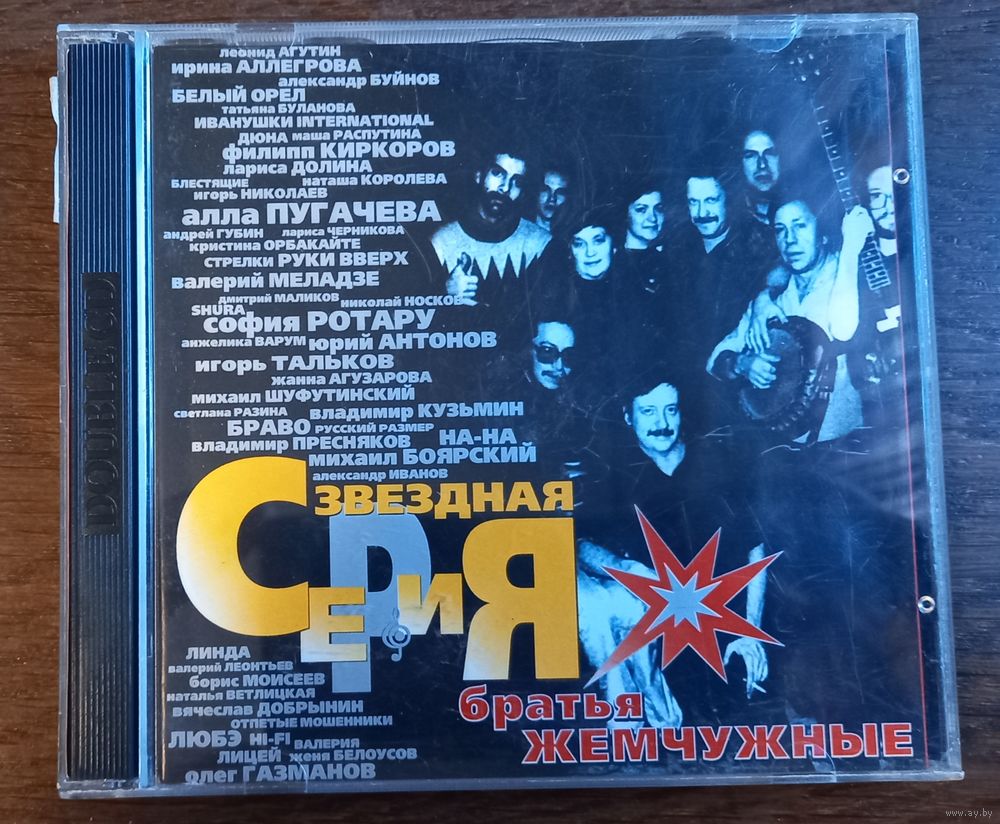 леонид АГУТИН
ирина АЛЛЕГРОВА
александр БУЙНОВ
БЕЛЫЙ ОРЕЛ
татьяна БУЛАНОВА
ИВАНУШКИ INTERNATIONAL
ДЮНА маша РАСПУТИНА
филипп КИРКОРОВ
лариса ДОЛИНА
БЛЕСТЯЩИЕ наташа КОРОЛЕВА
игорь НИКОЛАЕВ
алла ПУГАЧЕВА
андрей ГУБИН лариса ЧЕРНИКОВА
кристина ОРБАКАЙТЕ
СТРЕЛКИ РУКИ ВВЕРХ
валерий МЕЛАДЗЕ
дмитрий МАЛИКОВ николай НОСКОВ
SHURA
софия РОТАРУ
анжелика ВАРУМ юрий АНТОНОВ
игорь ТАЛЬКОВ
жанна АГУЗАРОВА
михаил ШУФУТИНСКИЙ
светлана РАЗИНА владимир КУЗЬМИН
БРАВО РУССКИЙ РАЗМЕР
владимир ПРЕСНЯКОВ НА-НА
михаил БОЯРСКИЙ
александр ИВАНОВ
ЗВЕЗДНАЯ
СЕРИЯ
ЛИНДА
валерий ЛЕОНТЬЕВ
борис МОИСЕЕВ
наталья ВЕТЛИЦКАЯ
вячеслав ДОБРЫНИН
ОТПЕТЫЕ МОШЕННИКИ
ЛЮБЭ HI-FI ВАЛЕРИЯ
ЛИЦЕЙ женя БЕЛОУСОВ
олег ГАЗМАНОВ
братья
ЖЕМЧУЖНЫЕ
DOUBLE CD
www.ay.by